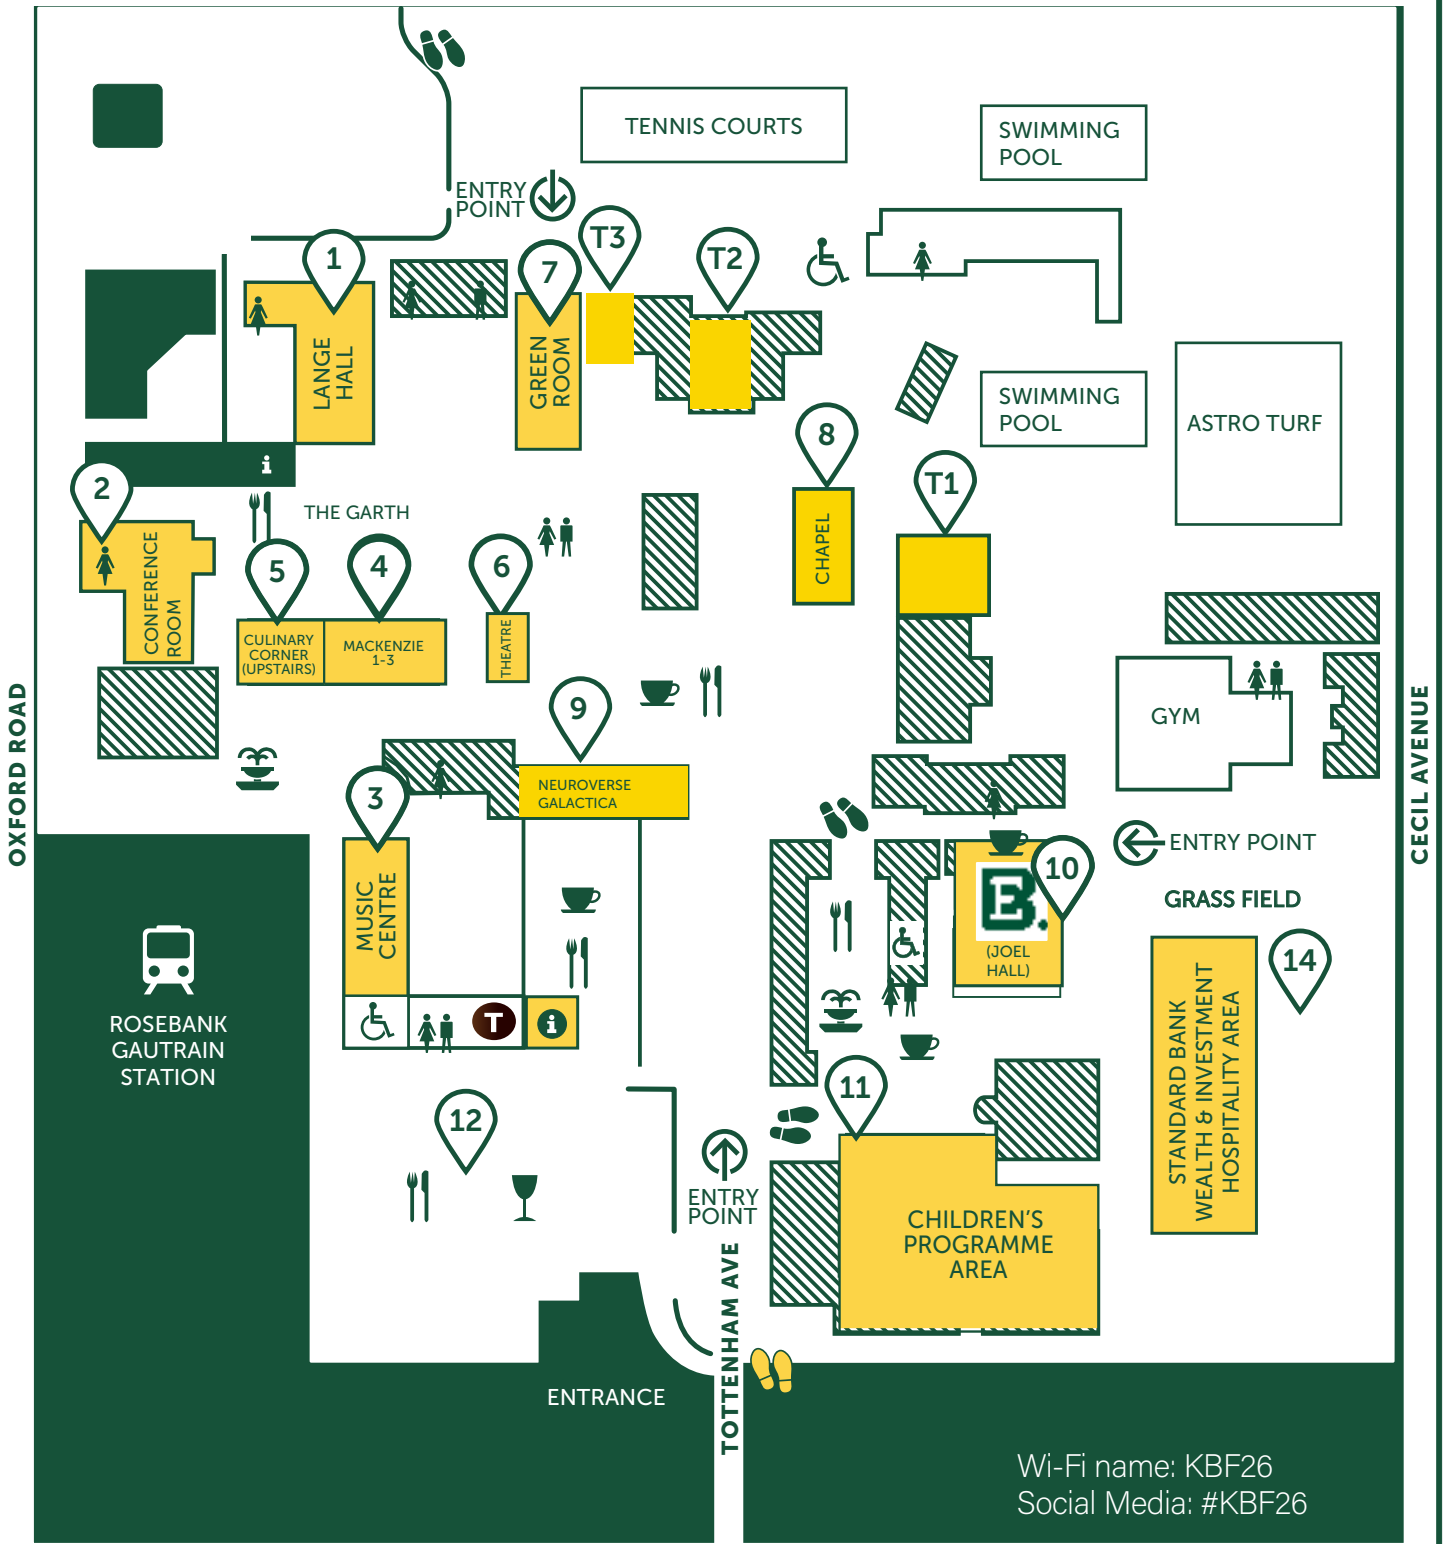 TENNIS COURTS
SWIMMING
POOL
ENTRY
POINT
T3
T2
1
7
LANGE
HALL
GREEN
ROOM
SWIMMING
POOL
ASTRO TURF
8
T1
i
2
THE GARTH
CHAPEL
5
4
6
CONFERENCE
ROOM
CULINARY
CORNER
(UPSTAIRS)
MACKENZIE
1-3
THEATRE
OXFORD ROAD
CECIL AVENUE
GYM
9
NEUROVERSE
GALACTICA
3
MUSIC
CENTRE
ENTRY POINT
10
B.
(JOEL
HALL)
GRASS FIELD
14
STANDARD BANK
WEALTH & INVESTMENT
HOSPITALITY AREA
ROSEBANK
GAUTRAIN
STATION
T
i
12
11
ENTRY
POINT
CHILDREN'S
PROGRAMME
AREA
TOTTENHAM AVE
ENTRANCE
Wi-Fi name: KBF26
Social Media: #KBF26